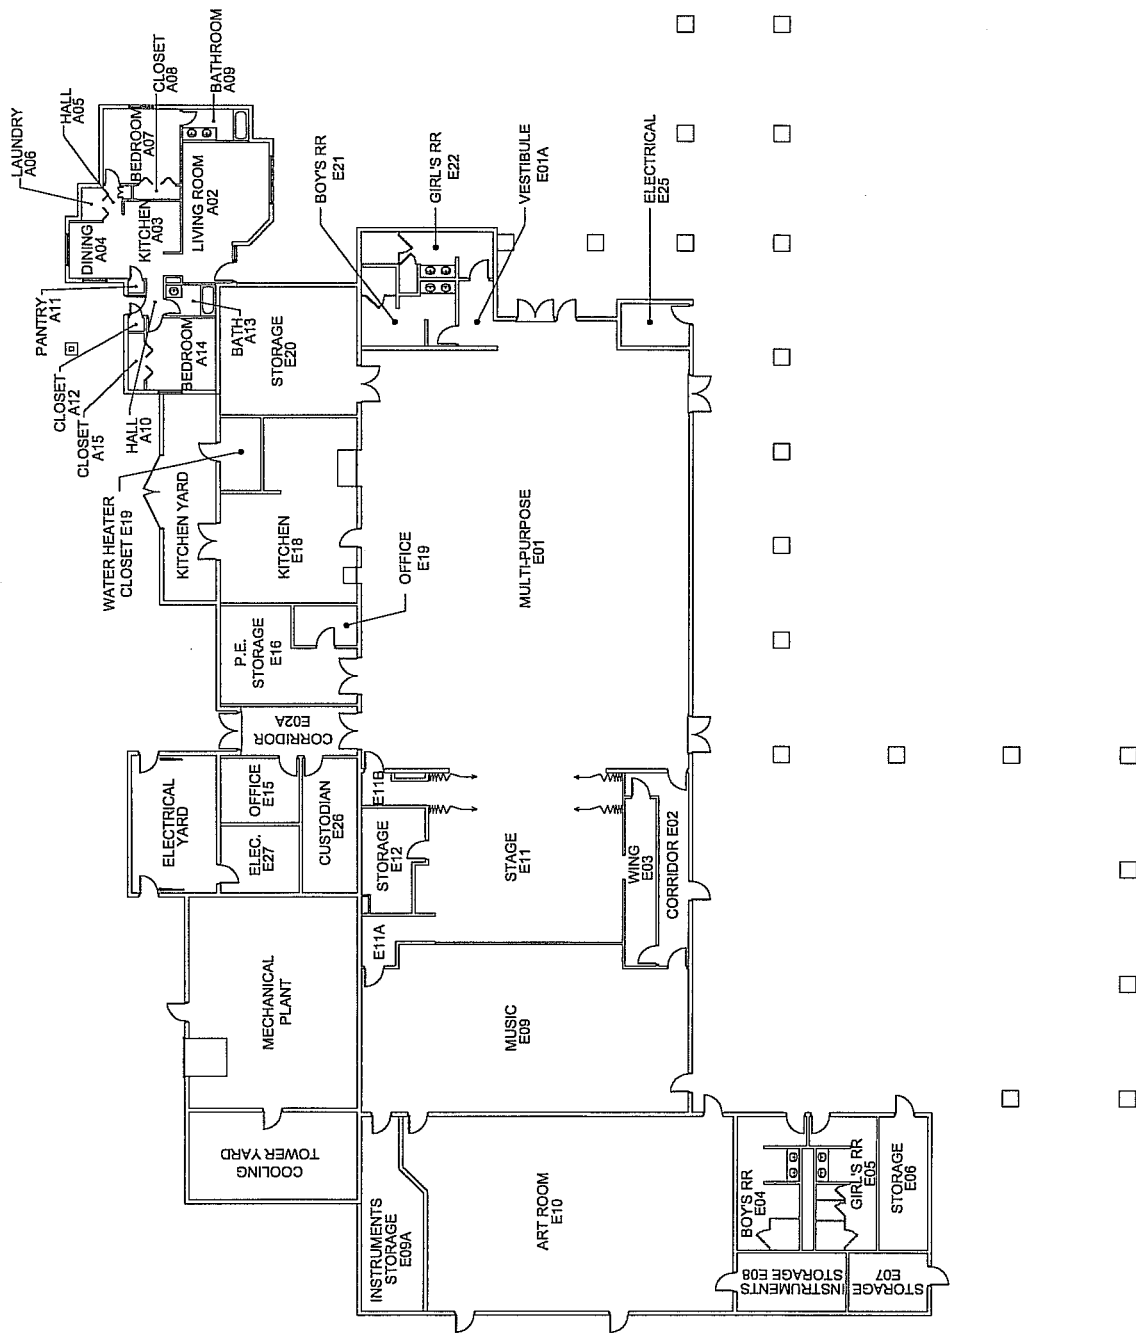 LAUNDRY
A06
HALL
A05
CLOSET
A08
BATHROOM
A09
BEDROOM
A07
DINING
A04
KITCHEN
A03
LIVING ROOM
A02
PANTRY
A11
CLOSET
A12
CLOSET
A15
HALL
A10
BEDROOM
A14
BATH
A13
BOY'S RR
E21
GIRL'S RR
E22
VESTIBULE
E01A
ELECTRICAL
E25
STORAGE
E20
WATER HEATER
CLOSET E19
KITCHEN YARD
KITCHEN
E18
OFFICE
E19
MULTI-PURPOSE
E01
P.E.
STORAGE
E16
CORRIDOR
E02A
ELECTRICAL
YARD
OFFICE
E15
ELEC.
E27
CUSTODIAN
E26
E11B
STORAGE
E12
STAGE
E11
WING
E03
CORRIDOR E02
E11A
MECHANICAL
PLANT
MUSIC
E09
COOLING
TOWER YARD
INSTRUMENTS
STORAGE
E09A
ART ROOM
E10
BOY'S RR
E04
GIRL'S RR
E05
STORAGE
E06
INSTRUMENTS
STORAGE E08
STORAGE
E07